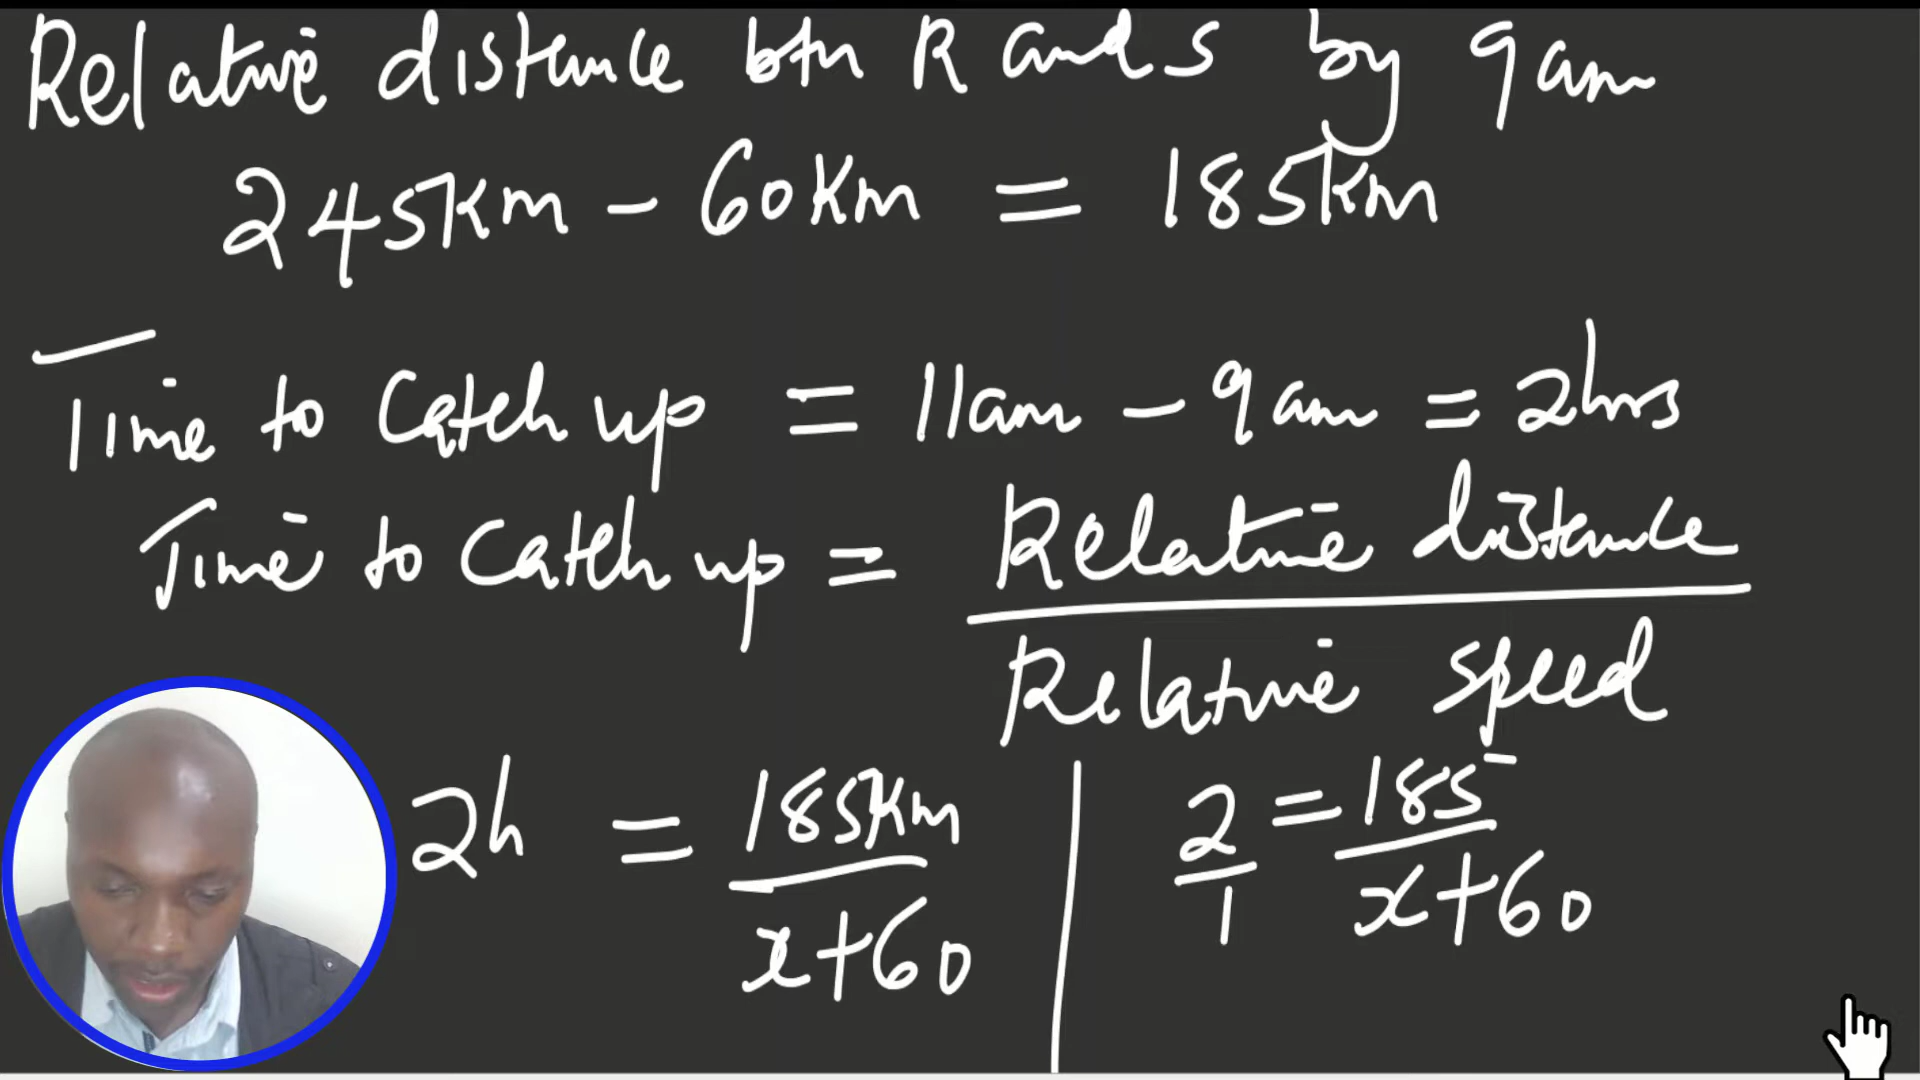 Relative distance btn R and S by 9am
245Km - 60Km = 185km
Time to Catch up = 11am - 9am = 2hrs
Time to Catch up = Relative distance
Relative speed
2h = 185Km
x+60
2/1 = 185
x+60